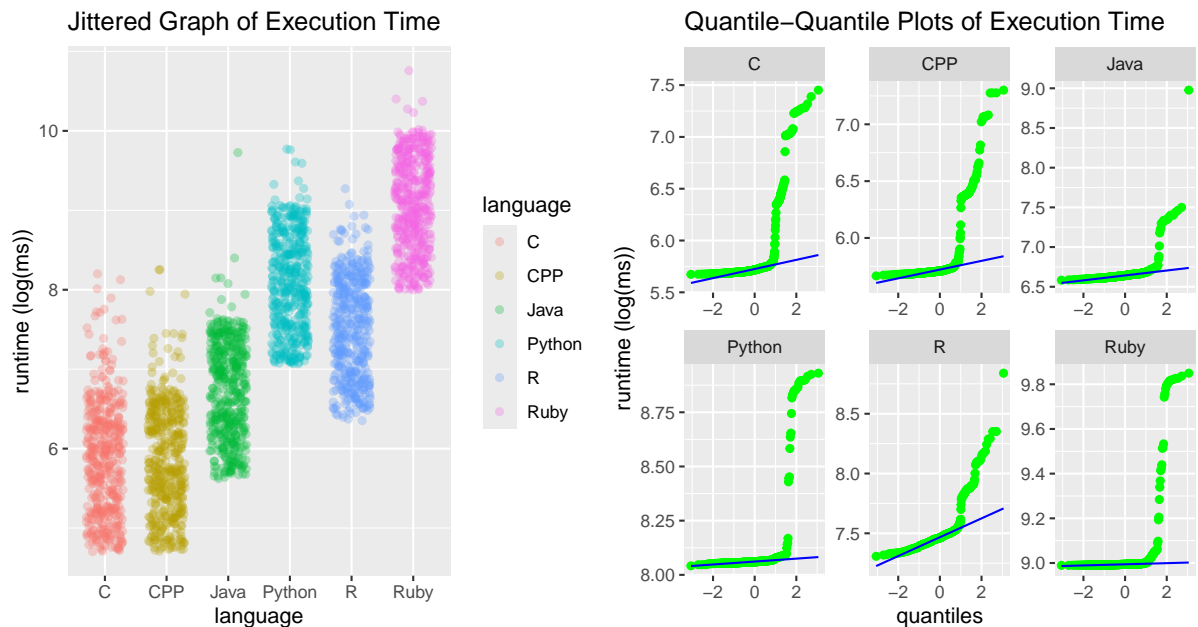 Jittered Graph of Execution Time
10
8
6
runtime (log(ms))
C CPP Java Python R Ruby
language
language
C
CPP
Java
Python
R
Ruby
Quantile−Quantile Plots of Execution Time
runtime (log(ms))
C
7.5
7.0
6.5
6.0
5.5
−2 0 2
CPP
7.0
6.5
6.0
−2 0 2
Java
9.0
8.5
8.0
7.5
7.0
6.5
−2 0 2
Python
8.75
8.50
8.25
8.00
−2 0 2
R
8.5
8.0
7.5
−2 0 2
Ruby
9.8
9.6
9.4
9.2
9.0
−2 0 2
quantiles